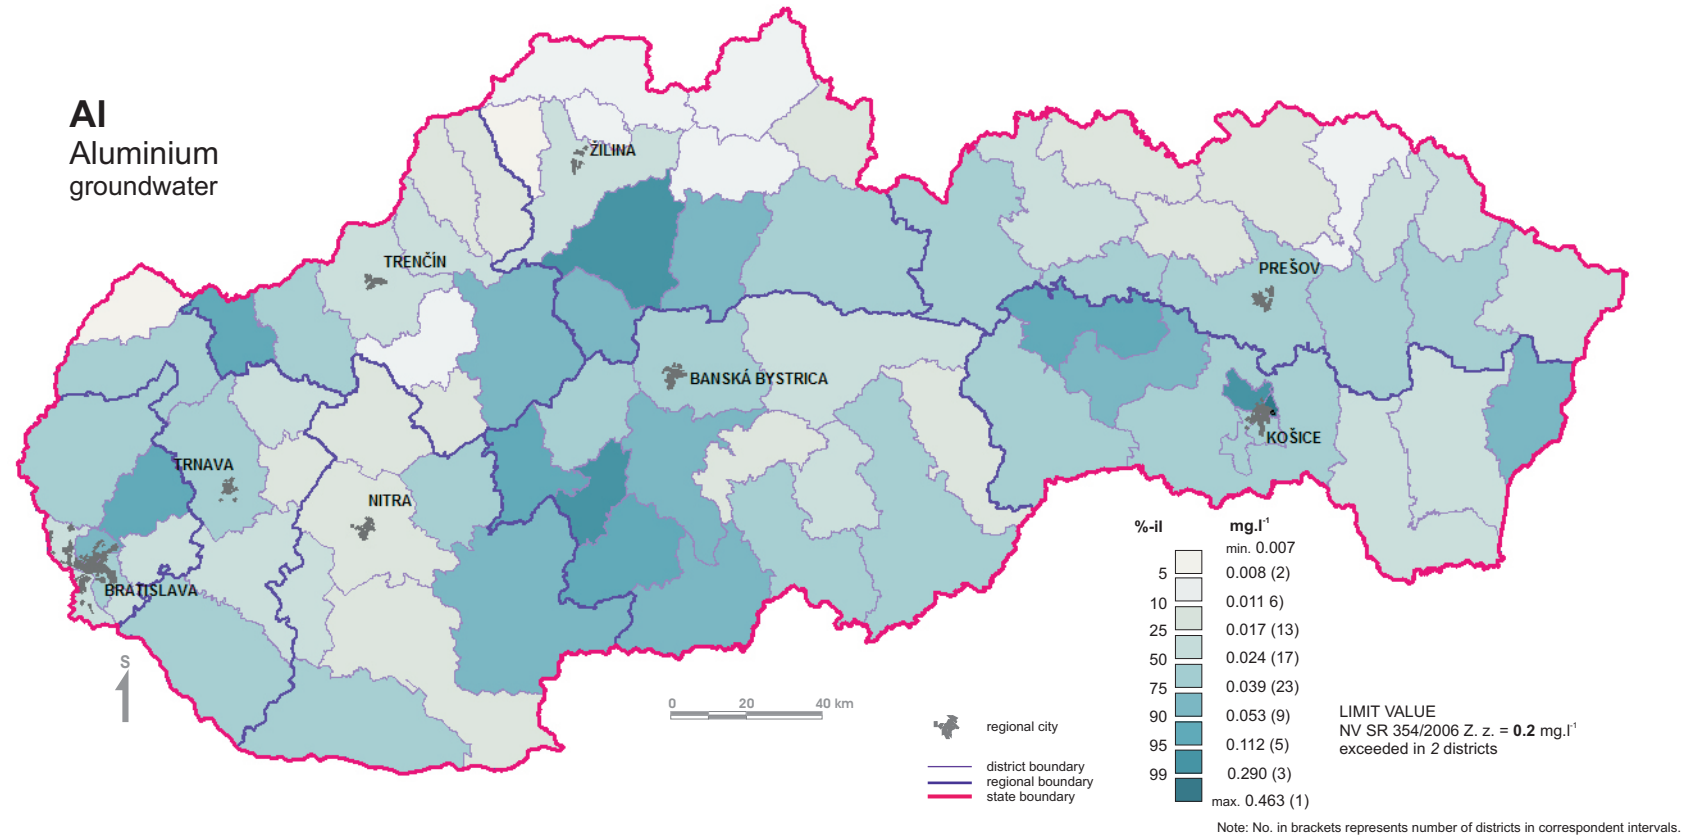 Al
Aluminium
groundwater
ŽILINA
TRENČÍN
PREŠOV
BANSKÁ BYSTRICA
KOŠICE
TRNAVA
NITRA
BRATISLAVA
S
0 20 40 km
regional city
district boundary
regional boundary
state boundary
%-il mg.l⁻¹
min. 0.007
5 0.008 (2)
10 0.011 6)
25 0.017 (13)
50 0.024 (17)
75 0.039 (23)
90 0.053 (9)
95 0.112 (5)
99 0.290 (3)
max. 0.463 (1)
LIMIT VALUE
NV SR 354/2006 Z. z. = 0.2 mg.l⁻¹
exceeded in 2 districts
Note: No. in brackets represents number of districts in correspondent intervals.